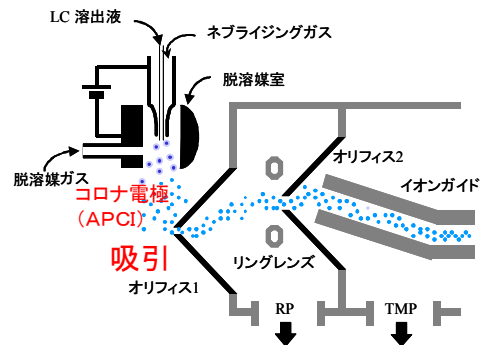 LC 溶出液
ネブライジングガス
脱溶媒室
脱溶媒ガス
コロナ電極
（APCI）
吸引
オリフィス1
オリフィス2
イオンガイド
リングレンズ
RP
TMP